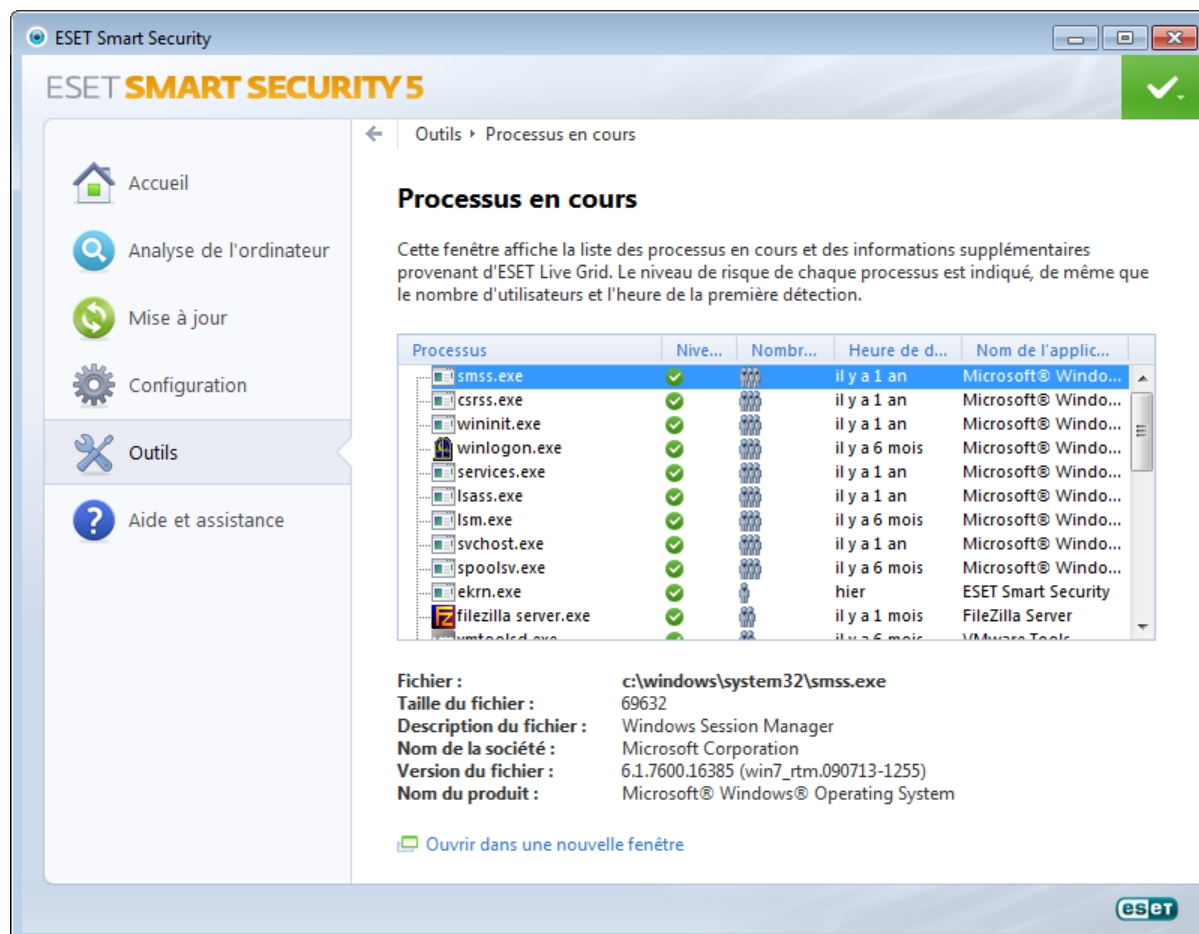 ESET Smart Security
ESET SMART SECURITY 5
Outils ‣ Processus en cours
Accueil
Analyse de l'ordinateur
Mise à jour
Configuration
Outils
Aide et assistance
Processus en cours
Cette fenêtre affiche la liste des processus en cours et des informations supplémentaires
provenant d'ESET Live Grid. Le niveau de risque de chaque processus est indiqué, de même que
le nombre d'utilisateurs et l'heure de la première détection.
Processus Nive... Nombr... Heure de d... Nom de l'applic...
smss.exe il y a 1 an Microsoft® Windo...
csrss.exe il y a 1 an Microsoft® Windo...
wininit.exe il y a 1 an Microsoft® Windo...
winlogon.exe il y a 6 mois Microsoft® Windo...
services.exe il y a 1 an Microsoft® Windo...
lsass.exe il y a 1 an Microsoft® Windo...
lsm.exe il y a 6 mois Microsoft® Windo...
svchost.exe il y a 1 an Microsoft® Windo...
spoolsv.exe il y a 6 mois Microsoft® Windo...
ekrn.exe hier ESET Smart Security
filezilla server.exe il y a 1 mois FileZilla Server
vmtoolsd.exe il y a 6 mois VMware Tools
Fichier : c:\windows\system32\smss.exe
Taille du fichier : 69632
Description du fichier : Windows Session Manager
Nom de la société : Microsoft Corporation
Version du fichier : 6.1.7600.16385 (win7_rtm.090713-1255)
Nom du produit : Microsoft® Windows® Operating System
Ouvrir dans une nouvelle fenêtre
eset